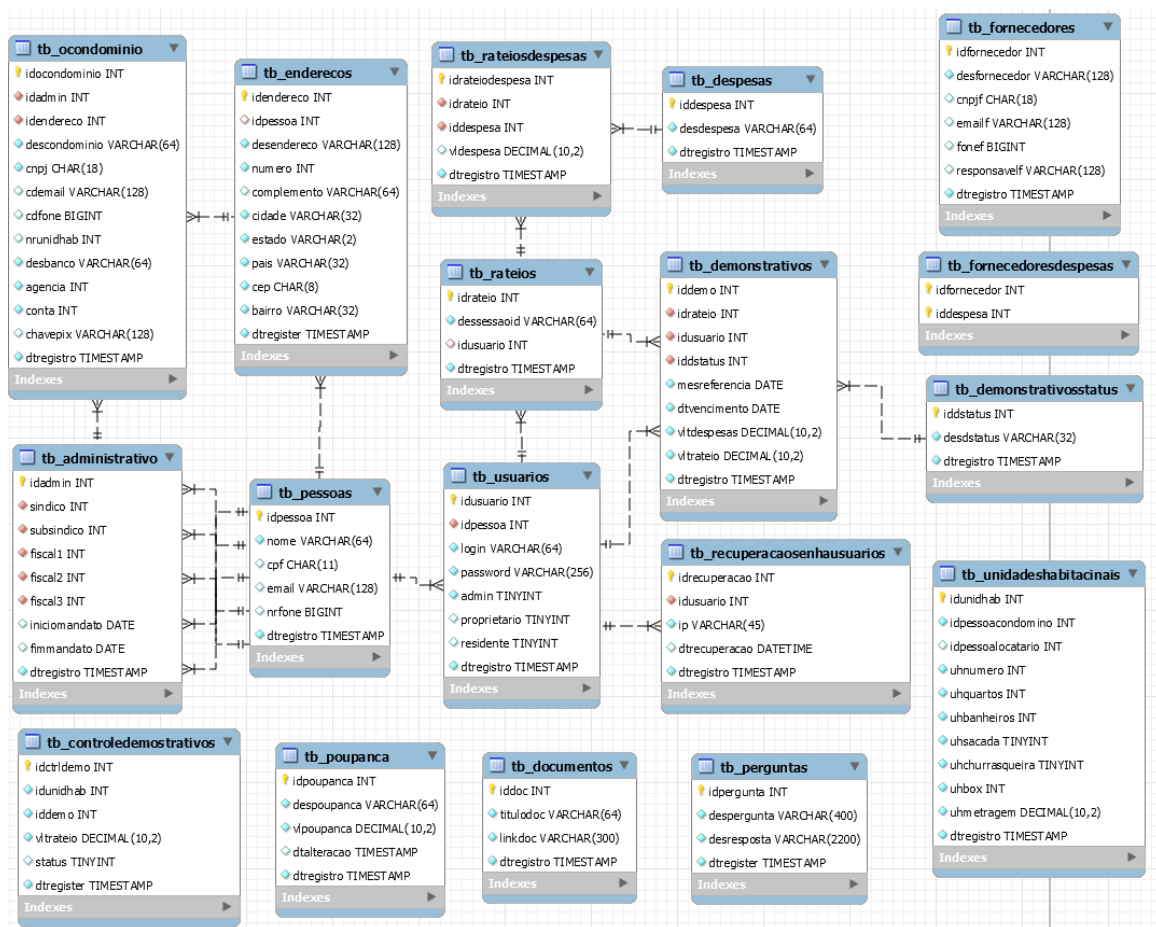 tb_ocondominio
idocondominio INT
idadmin INT
idendereco INT
descondominio VARCHAR(64)
cnpj CHAR(18)
cdemail VARCHAR(128)
cdfone BIGINT
nrunidhab INT
desbanco VARCHAR(64)
agencia INT
conta INT
chavepix VARCHAR(128)
dtregistro TIMESTAMP
Indexes
tb_enderecos
idendereco INT
idpessoa INT
desendereco VARCHAR(128)
numero INT
complemento VARCHAR(64)
cidade VARCHAR(32)
estado VARCHAR(2)
pais VARCHAR(32)
cep CHAR(8)
bairro VARCHAR(32)
dtregister TIMESTAMP
Indexes
tb_rateiosdespesas
idrateiodespesa INT
idrateio INT
iddespesa INT
vldespesa DECIMAL(10,2)
dtregistro TIMESTAMP
Indexes
tb_despesas
iddespesa INT
desdespesa VARCHAR(64)
dtregistro TIMESTAMP
Indexes
tb_fornecedores
idfornecedor INT
desfornecedor VARCHAR(128)
cnpjf CHAR(18)
emailf VARCHAR(128)
fonef BIGINT
responsavelf VARCHAR(128)
dtregistro TIMESTAMP
Indexes
tb_rateios
idrateio INT
dessessaoid VARCHAR(64)
idusuario INT
dtregistro TIMESTAMP
Indexes
tb_demonstrativos
iddemo INT
idrateio INT
idusuario INT
iddstatus INT
mesreferencia DATE
dtvencimento DATE
vltdespesas DECIMAL(10,2)
vltrateio DECIMAL(10,2)
dtregistro TIMESTAMP
Indexes
tb_fornecedoresdespesas
idfornecedor INT
iddespesa INT
Indexes
tb_demonstrativosstatus
iddstatus INT
desdstatus VARCHAR(32)
dtregistro TIMESTAMP
Indexes
tb_administrativo
idadmin INT
sindico INT
subsindico INT
fiscal1 INT
fiscal2 INT
fiscal3 INT
iniciomandato DATE
fimmandato DATE
dtregistro TIMESTAMP
Indexes
tb_pessoas
idpessoa INT
nome VARCHAR(64)
cpf CHAR(11)
email VARCHAR(128)
nrfone BIGINT
dtregistro TIMESTAMP
Indexes
tb_usuarios
idusuario INT
idpessoa INT
login VARCHAR(64)
password VARCHAR(256)
admin TINYINT
proprietario TINYINT
residente TINYINT
dtregistro TIMESTAMP
Indexes
tb_recuperacaosenhausuarios
idrecuperacao INT
idusuario INT
ip VARCHAR(45)
dtrecuperacao DATETIME
dtregistro TIMESTAMP
Indexes
tb_unidadeshabitacinais
idunidhab INT
idpessoacondomino INT
idpessoalocatario INT
uhnumero INT
uhquartos INT
uhbanheiros INT
uhsacada TINYINT
uhchurrasqueira TINYINT
uhbox INT
uhmetragem DECIMAL(10,2)
dtregistro TIMESTAMP
Indexes
tb_controledemostrativos
idctrldemo INT
idunidhab INT
iddemo INT
vltrateio DECIMAL(10,2)
status TINYINT
dtregister TIMESTAMP
Indexes
tb_poupanca
idpoupanca INT
despoupanca VARCHAR(64)
vlpoupanca DECIMAL(10,2)
dtalteracao TIMESTAMP
dtregistro TIMESTAMP
Indexes
tb_documentos
iddoc INT
titulodoc VARCHAR(64)
linkdoc VARCHAR(300)
dtregistro TIMESTAMP
Indexes
tb_perguntas
idpergunta INT
despergunta VARCHAR(400)
desresposta VARCHAR(2200)
dtregister TIMESTAMP
Indexes